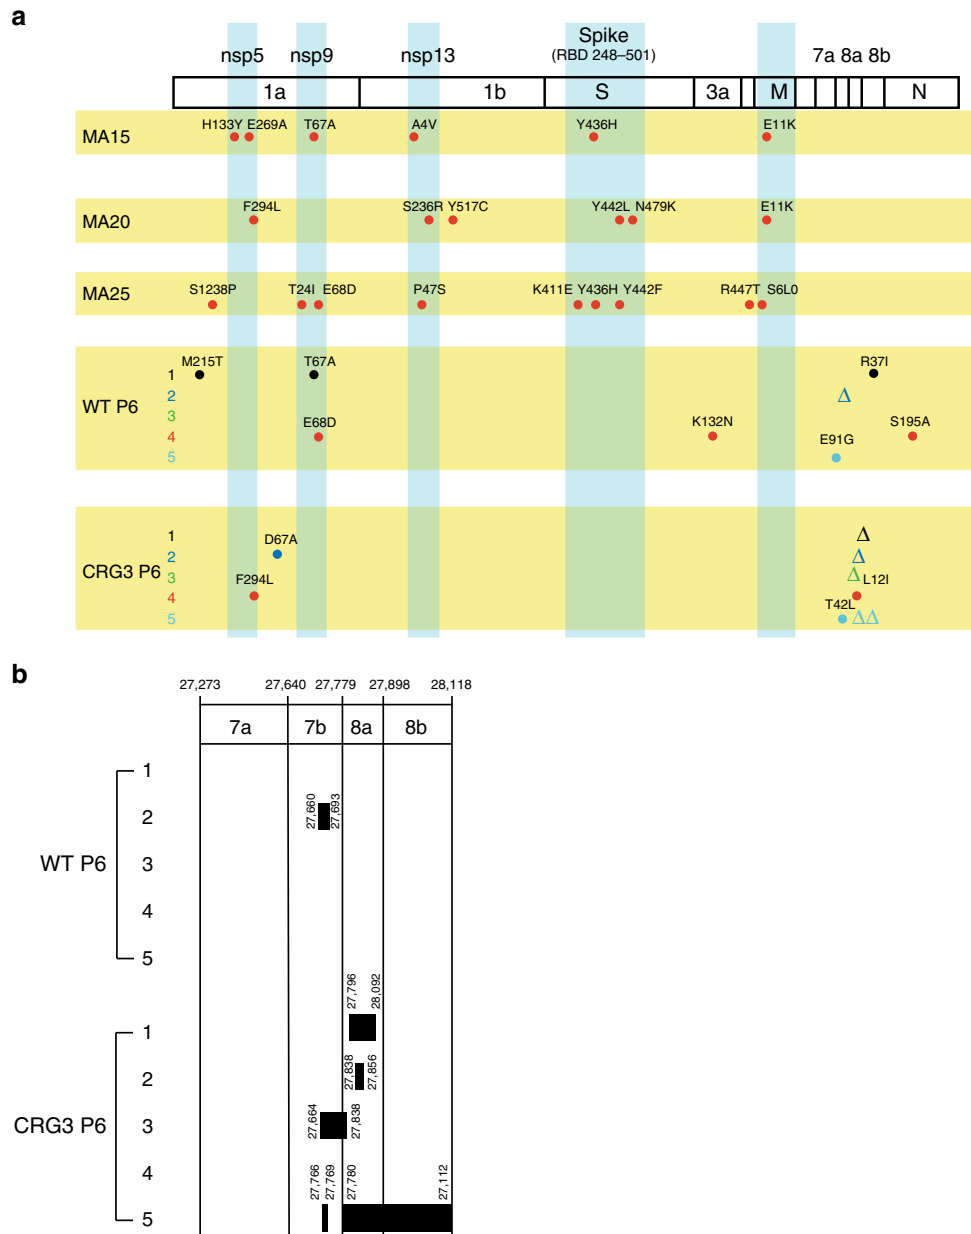 a
Spike
(RBD 248–501)
nsp5 nsp9 nsp13 7a 8a 8b
1a 1b S 3a M N
H133Y E269A T67A A4V Y436H E11K
MA15
F294L S236R Y517C Y442L N479K E11K
MA20
S1238P T24I E68D P47S K411E Y436H Y442F R447T S6L0
MA25
M215T T67A R37I
1
2 Δ
WT P6
3
E68D K132N S195A
4
E91G
5
1 Δ
D67A
2 Δ
CRG3 P6
3 Δ
F294L L12I
4
T42L
5 ΔΔ
b
27,273 27,640 27,779 27,898 28,118
7a 7b 8a 8b
WT P6
1
2 27,660 27,693
3
4
5
CRG3 P6
1 27,796 28,092
2 27,838 27,856
3 27,664 27,838
4
5 27,766 27,769 27,780 27,112